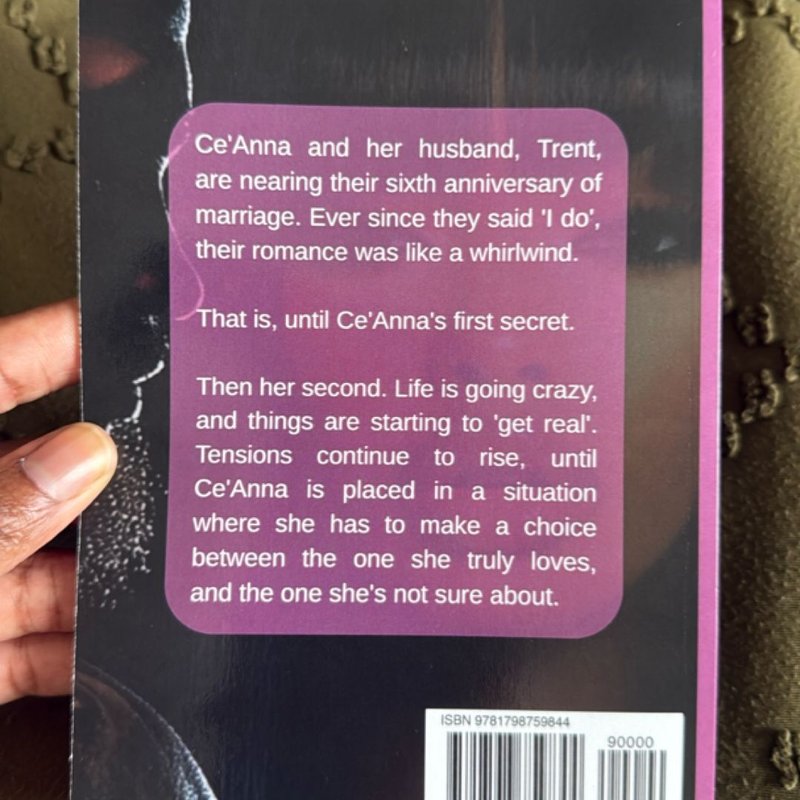 Ce'Anna and her husband, Trent,
are nearing their sixth anniversary of
marriage. Ever since they said 'I do',
their romance was like a whirlwind.
That is, until Ce'Anna's first secret.
Then her second. Life is going crazy,
and things are starting to 'get real'.
Tensions continue to rise, until
Ce'Anna is placed in a situation
where she has to make a choice
between the one she truly loves,
and the one she's not sure about.
ISBN 9781798759844
90000